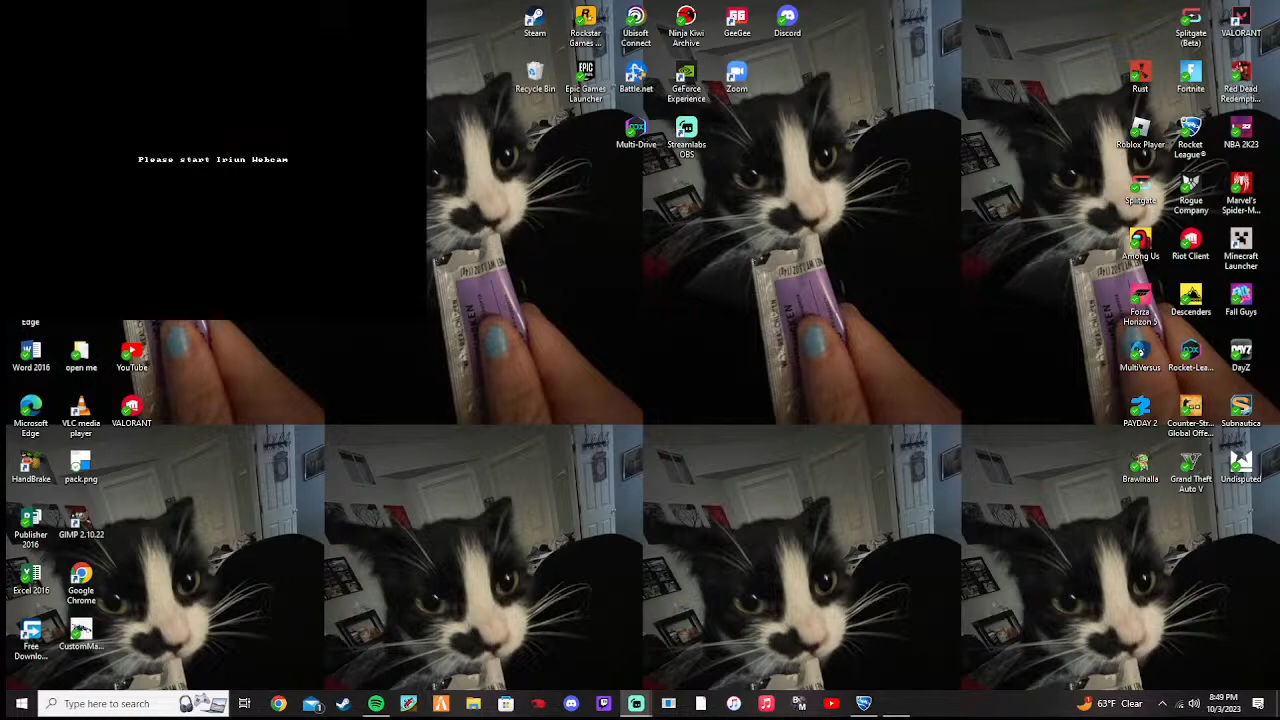 Please start Iriun Webcam
Steam
Rockstar
Games ...
Ubisoft
Connect
Ninja Kiwi
Archive
GeeGee
Discord
Recycle Bin
Epic Games
Launcher
Battle.net
GeForce
Experience
Zoom
Multi-Drive
Streamlabs
OBS
Splitgate
(Beta)
VALORANT
Rust
Fortnite
Red Dead
Redempti...
Roblox Player
Rocket
League®
NBA 2K23
Splitgate
Rogue
Company
Marvel's
Spider-M...
Among Us
Riot Client
Minecraft
Launcher
Forza
Horizon 5
Descenders
Fall Guys
MultiVersus
Rocket-Lea...
DayZ
PAYDAY 2
Counter-Str...
Global Offe...
Subnautica
Brawlhalla
Grand Theft
Auto V
Undisputed
Edge
Word 2016
open me
YouTube
Microsoft
Edge
VLC media
player
VALORANT
HandBrake
pack.png
Publisher
2016
GIMP 2.10.22
Excel 2016
Google
Chrome
Free
Downlo...
CustomMa...
Type here to search
63°F Clear
8:49 PM
10/3/2023